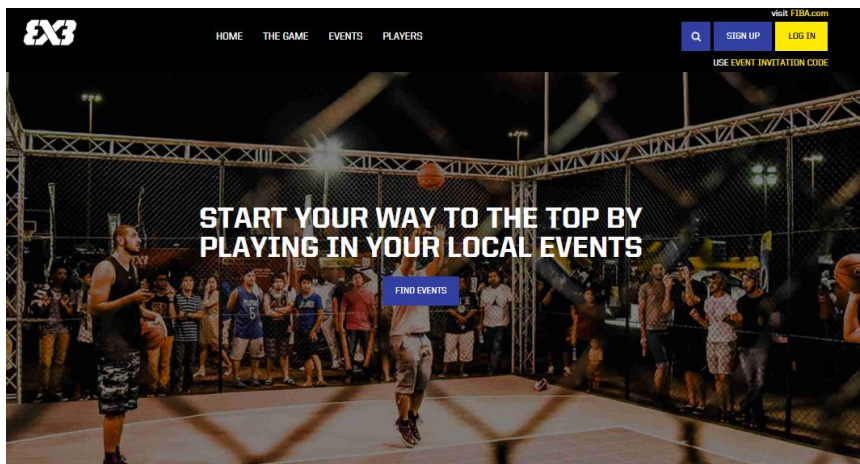 visit FIBA.com
3X3
HOME THE GAME EVENTS PLAYERS
SIGN UP LOG IN
USE EVENT INVITATION CODE
START YOUR WAY TO THE TOP BY
PLAYING IN YOUR LOCAL EVENTS
FIND EVENTS